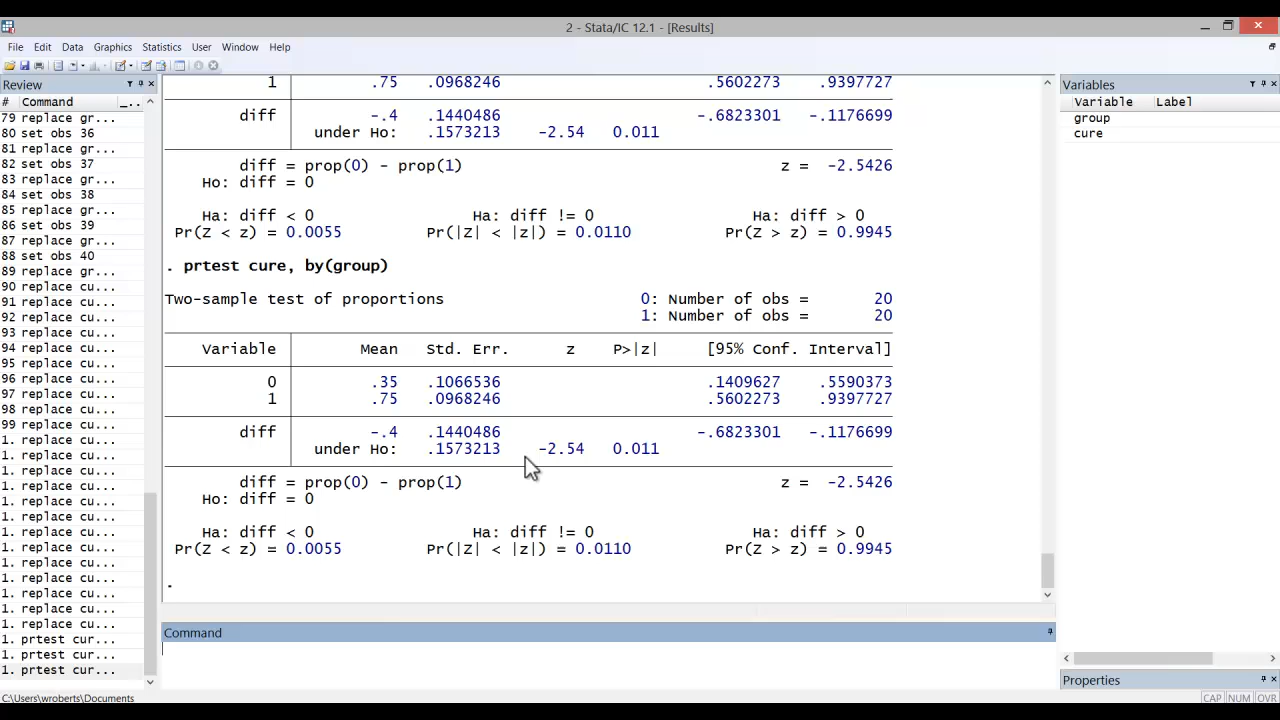 2 - Stata/IC 12.1 - [Results]
File Edit Data Graphics Statistics User Window Help
Review
# Command _..
79 replace gr...
80 set obs 36
81 replace gr...
82 set obs 37
83 replace gr...
84 set obs 38
85 replace gr...
86 set obs 39
87 replace gr...
88 set obs 40
89 replace gr...
90 replace cu...
91 replace cu...
92 replace cu...
93 replace cu...
94 replace cu...
95 replace cu...
96 replace cu...
97 replace cu...
98 replace cu...
99 replace cu...
1. replace cu...
1. replace cu...
1. replace cu...
1. replace cu...
1. replace cu...
1. replace cu...
1. replace cu...
1. replace cu...
1. replace cu...
1. replace cu...
1. replace cu...
1. replace cu...
1. replace cu...
1. prtest cur...
1. prtest cur...
1. prtest cur...
1 .75 .0968246 .5602273 .9397727
diff -.4 .1440486 -.6823301 -.1176699
under Ho: .1573213 -2.54 0.011
diff = prop(0) - prop(1) z = -2.5426
Ho: diff = 0
Ha: diff < 0 Ha: diff != 0 Ha: diff > 0
Pr(Z < z) = 0.0055 Pr(|Z| < |z|) = 0.0110 Pr(Z > z) = 0.9945
. prtest cure, by(group)
Two-sample test of proportions 0: Number of obs = 20
1: Number of obs = 20
Variable Mean Std. Err. z P>|z| [95% Conf. Interval]
0 .35 .1066536 .1409627 .5590373
1 .75 .0968246 .5602273 .9397727
diff -.4 .1440486 -.6823301 -.1176699
under Ho: .1573213 -2.54 0.011
diff = prop(0) - prop(1) z = -2.5426
Ho: diff = 0
Ha: diff < 0 Ha: diff != 0 Ha: diff > 0
Pr(Z < z) = 0.0055 Pr(|Z| < |z|) = 0.0110 Pr(Z > z) = 0.9945
.
Command
Variables
Variable Label
group
cure
Properties
C:\Users\wroberts\Documents
CAP NUM OVR